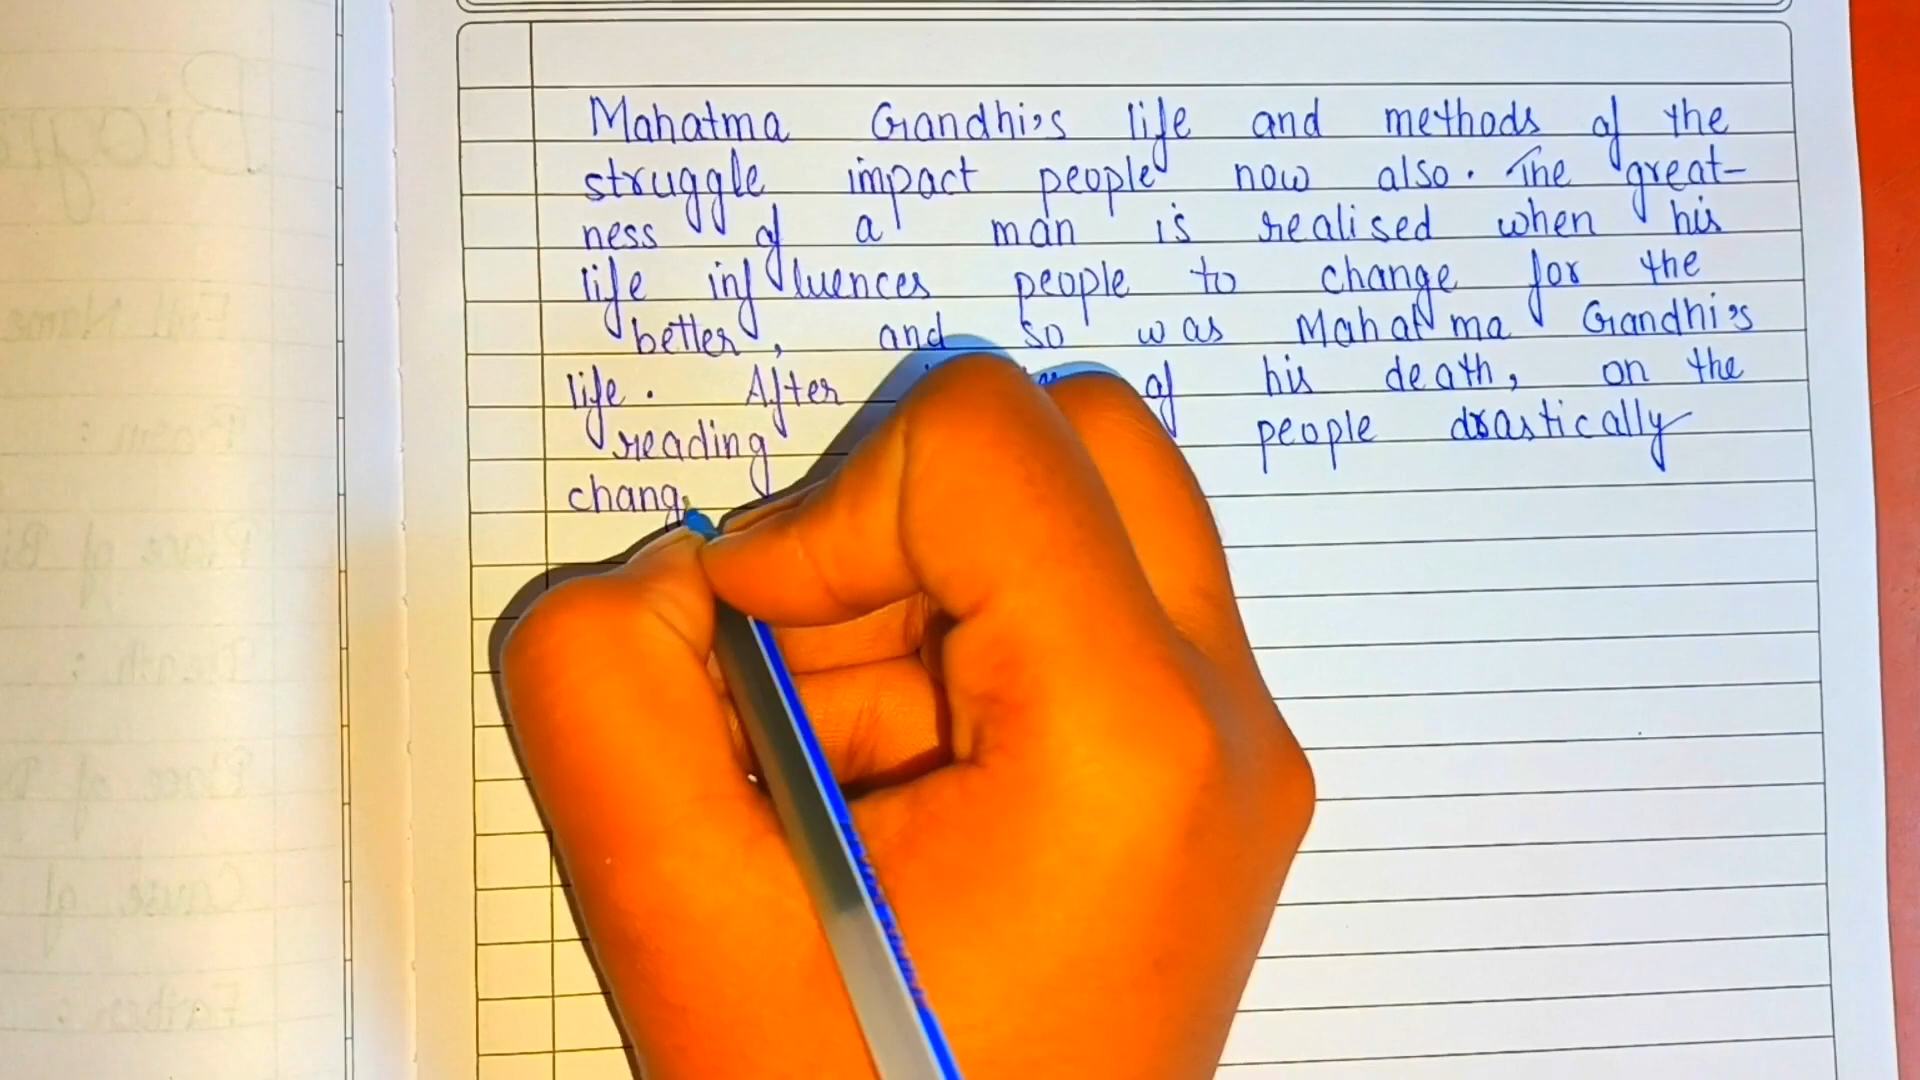 Mahatma Gandhi's life and methods of the
struggle impact people now also. The great-
ness of a man is realised when his
life influences people to change for the
better, and so was Mahatma Gandhi's
life. After of his death, on the
reading people drastically
chang